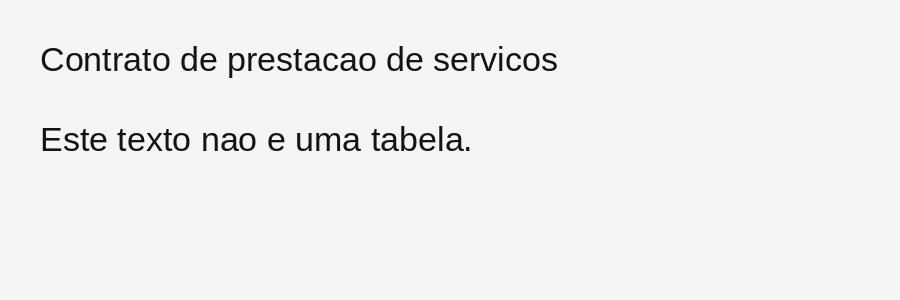 Contrato de prestacao de servicos
Este texto nao e uma tabela.